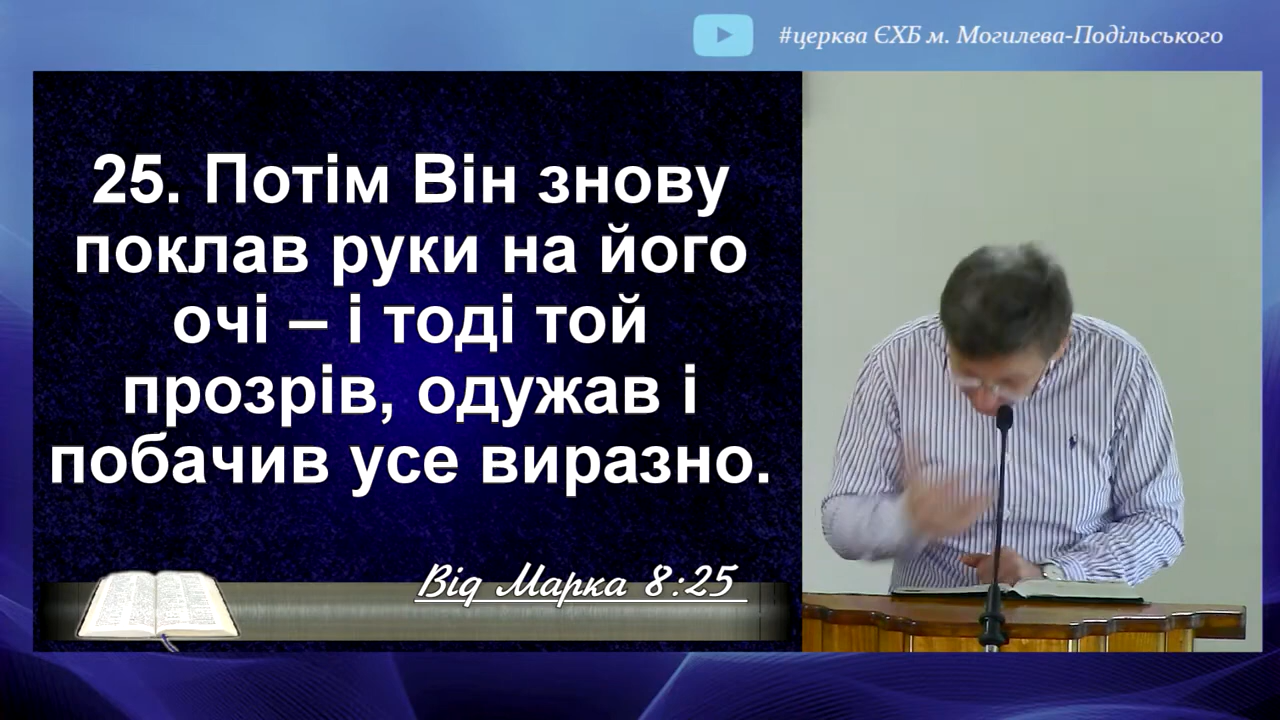 #церква ЄХБ м. Могилева-Подільського
25. Потім Він знову
поклав руки на його
очі – і тоді той
прозрів, одужав і
побачив усе виразно.
Від Марка 8:25